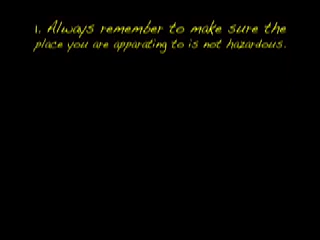 1. Always remember to make sure the
place you are apparating to is not hazardous.